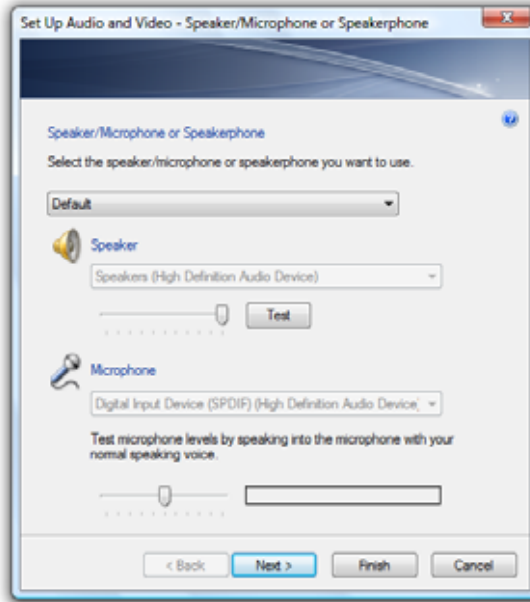 Set Up Audio and Video - Speaker/Microphone or Speakerphone
Speaker/Microphone or Speakerphone
Select the speaker/microphone or speakerphone you want to use.
Default
Speaker
Speakers (High Definition Audio Device)
Test
Microphone
Digital Input Device (SPDIF) (High Definition Audio Device)
Test microphone levels by speaking into the microphone with your
normal speaking voice.
< Back
Next >
Finish
Cancel